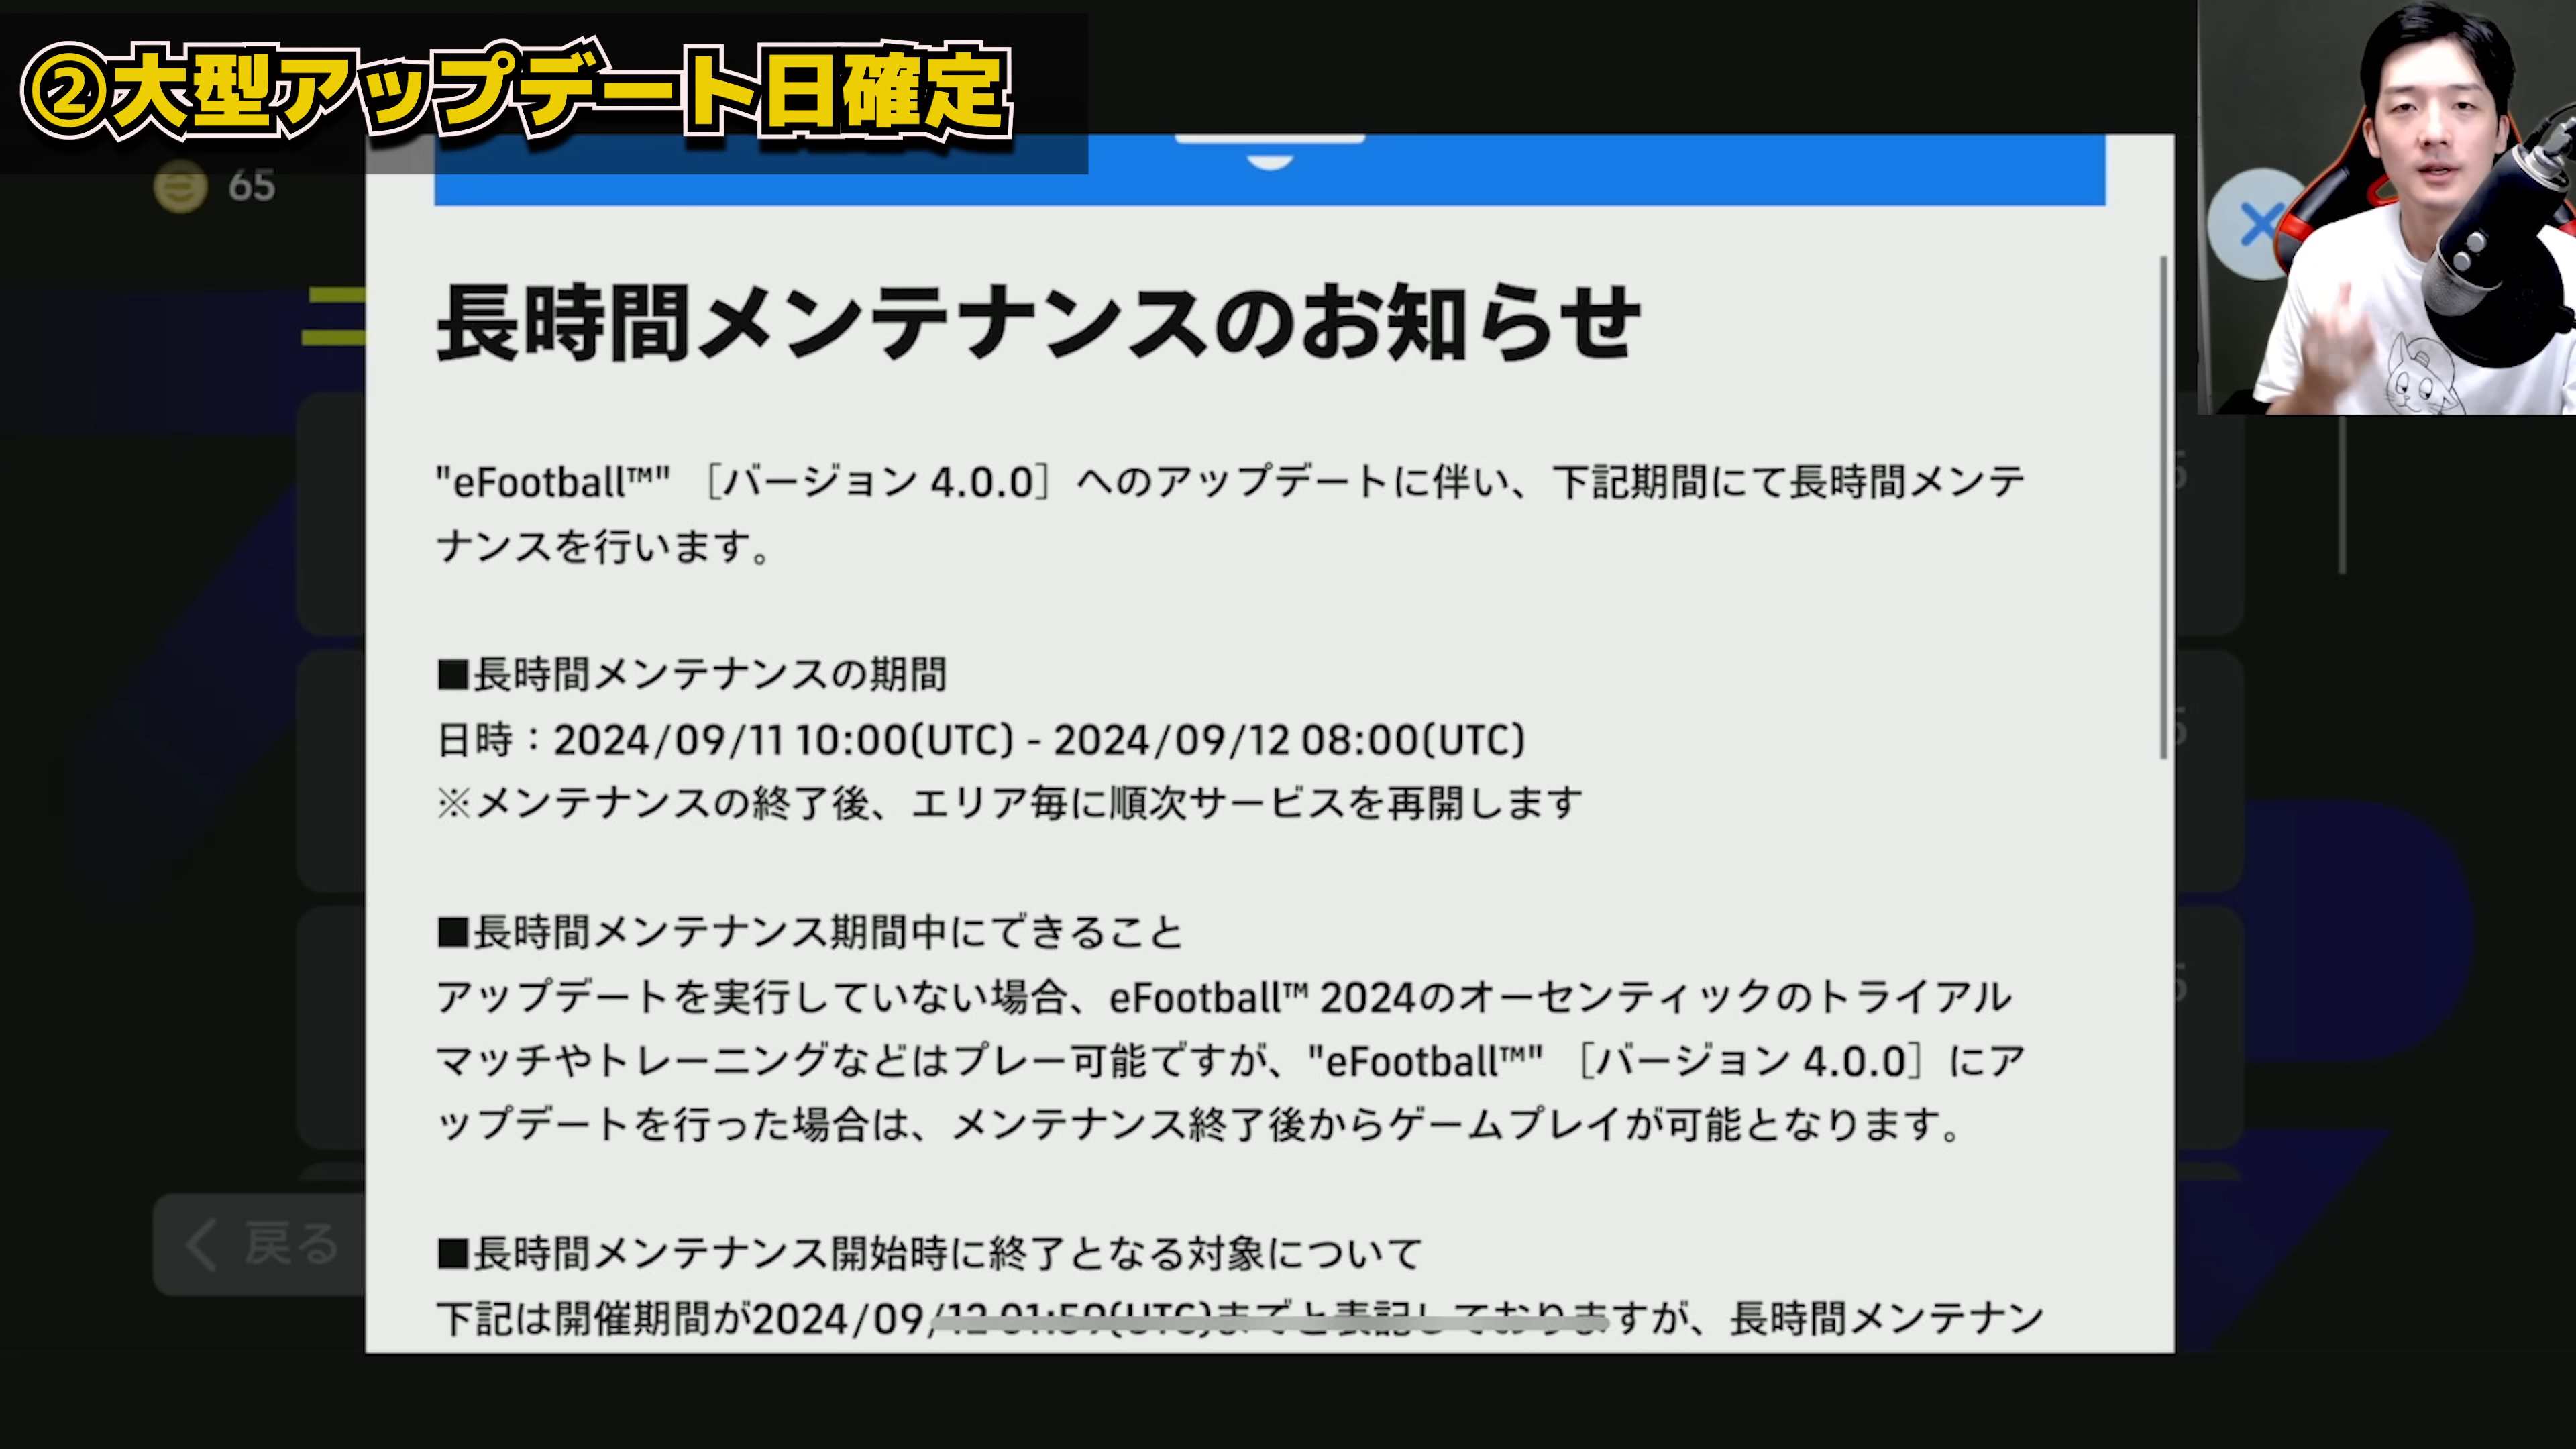 ②大型アップデート日確定
65
長時間メンテナンスのお知らせ
"eFootball™" ［バージョン 4.0.0］ へのアップデートに伴い、下記期間にて長時間メンテ
ナンスを行います。
■長時間メンテナンスの期間
日時：2024/09/11 10:00(UTC) - 2024/09/12 08:00(UTC)
※メンテナンスの終了後、エリア毎に順次サービスを再開します
■長時間メンテナンス期間中にできること
アップデートを実行していない場合、eFootball™ 2024のオーセンティックのトライアル
マッチやトレーニングなどはプレー可能ですが、"eFootball™" ［バージョン 4.0.0］ にア
ップデートを行った場合は、メンテナンス終了後からゲームプレイが可能となります。
■長時間メンテナンス開始時に終了となる対象について
下記は開催期間が2024/09/12 01:59(UTC)までと表記しておりますが、長時間メンテナン
戻る